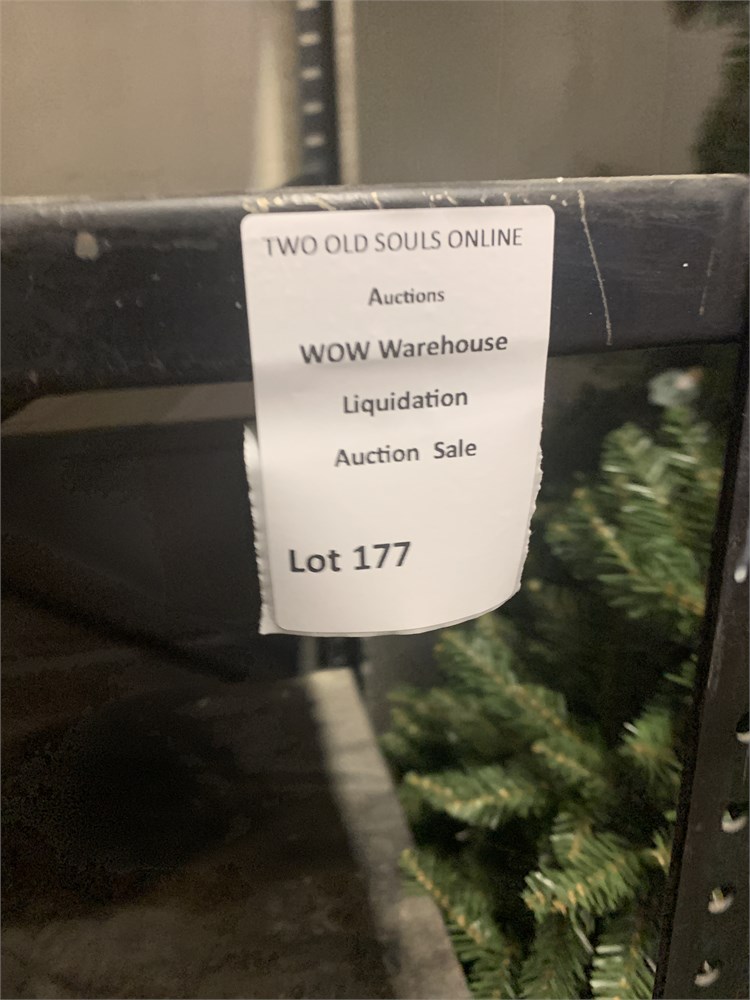 TWO OLD SOULS ONLINE
Auctions
WOW Warehouse
Liquidation
Auction Sale
Lot 177